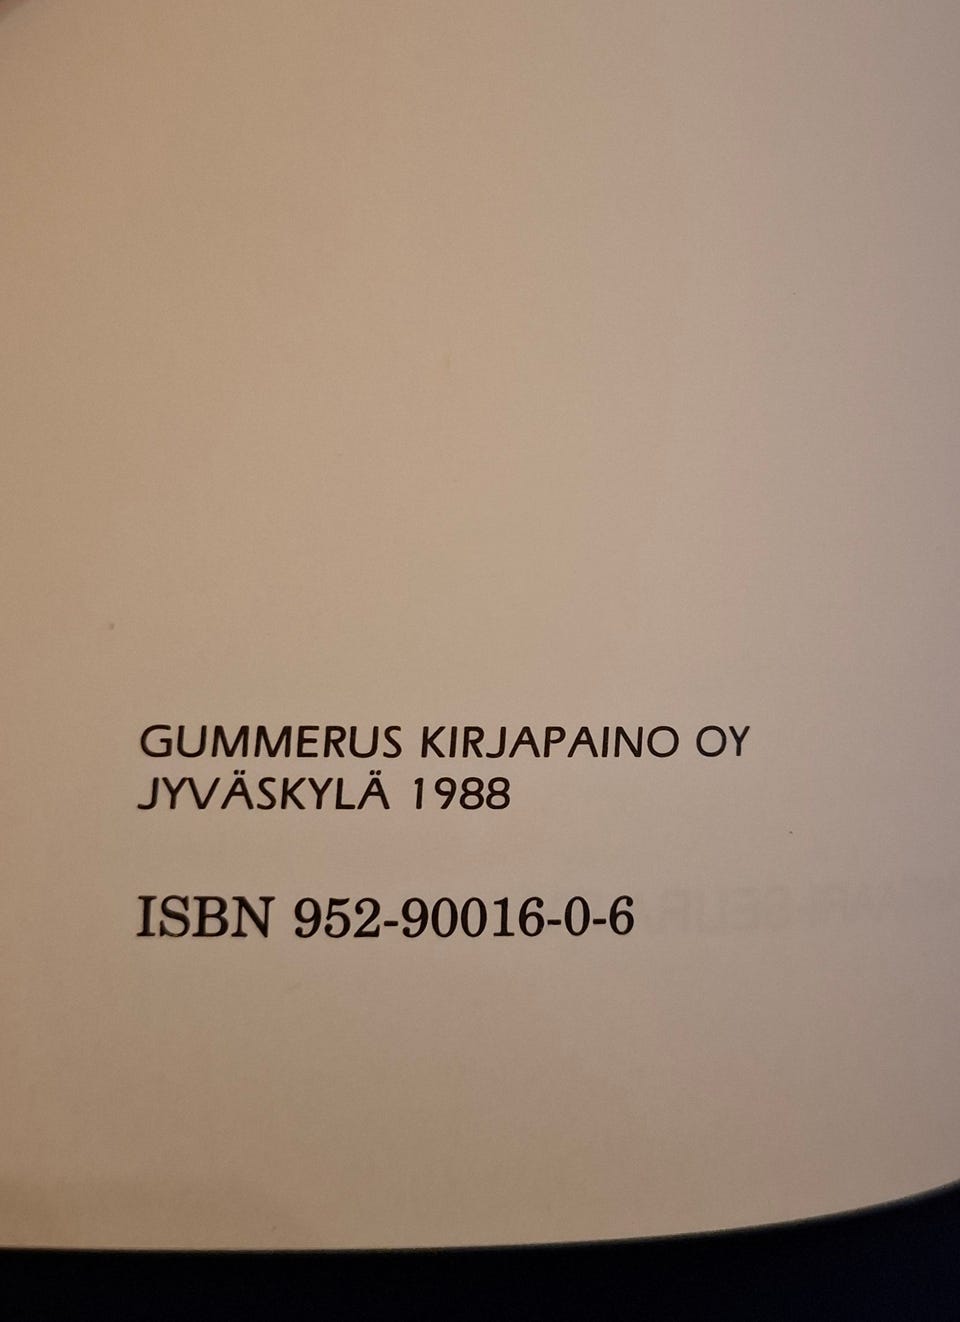 GUMMERUS KIRJAPAINO OY
JYVÄSKYLÄ 1988
ISBN 952-90016-0-6